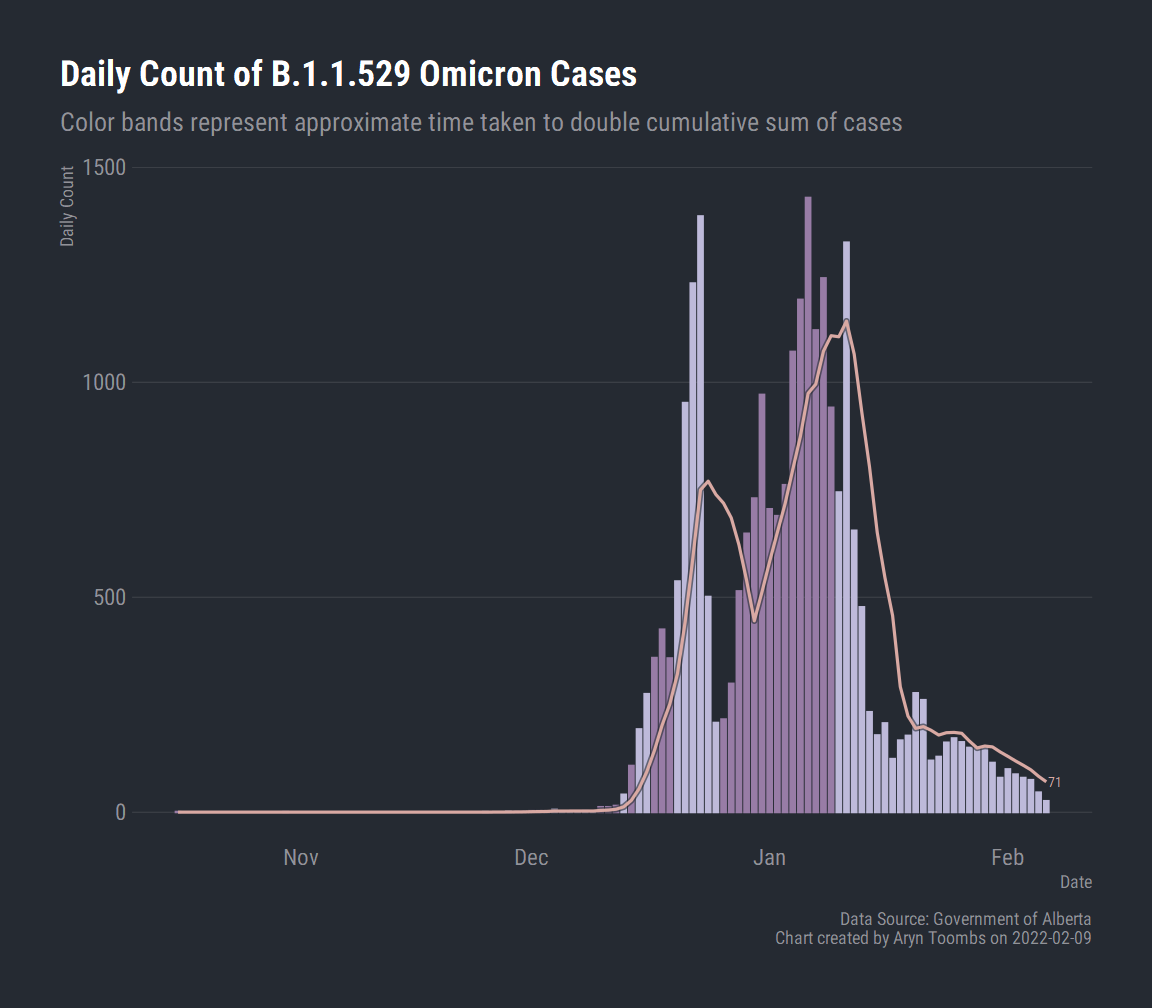 Daily Count of B.1.1.529 Omicron Cases
Color bands represent approximate time taken to double cumulative sum of cases
Daily Count
1500
1000
500
0
71
Nov Dec Jan Feb
Date
Data Source: Government of Alberta
Chart created by Aryn Toombs on 2022-02-09